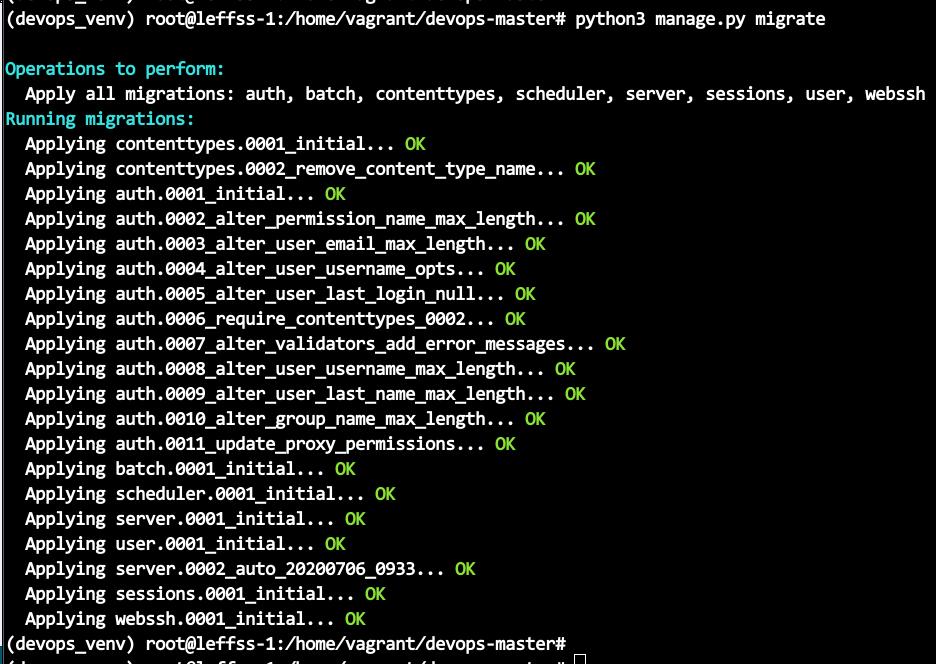 (devops_venv) root@leffss-1:/home/vagrant/devops-master# python3 manage.py migrate
Operations to perform:
  Apply all migrations: auth, batch, contenttypes, scheduler, server, sessions, user, webssh
Running migrations:
  Applying contenttypes.0001_initial... OK
  Applying contenttypes.0002_remove_content_type_name... OK
  Applying auth.0001_initial... OK
  Applying auth.0002_alter_permission_name_max_length... OK
  Applying auth.0003_alter_user_email_max_length... OK
  Applying auth.0004_alter_user_username_opts... OK
  Applying auth.0005_alter_user_last_login_null... OK
  Applying auth.0006_require_contenttypes_0002... OK
  Applying auth.0007_alter_validators_add_error_messages... OK
  Applying auth.0008_alter_user_username_max_length... OK
  Applying auth.0009_alter_user_last_name_max_length... OK
  Applying auth.0010_alter_group_name_max_length... OK
  Applying auth.0011_update_proxy_permissions... OK
  Applying batch.0001_initial... OK
  Applying scheduler.0001_initial... OK
  Applying server.0001_initial... OK
  Applying user.0001_initial... OK
  Applying server.0002_auto_20200706_0933... OK
  Applying sessions.0001_initial... OK
  Applying webssh.0001_initial... OK
(devops_venv) root@leffss-1:/home/vagrant/devops-master#